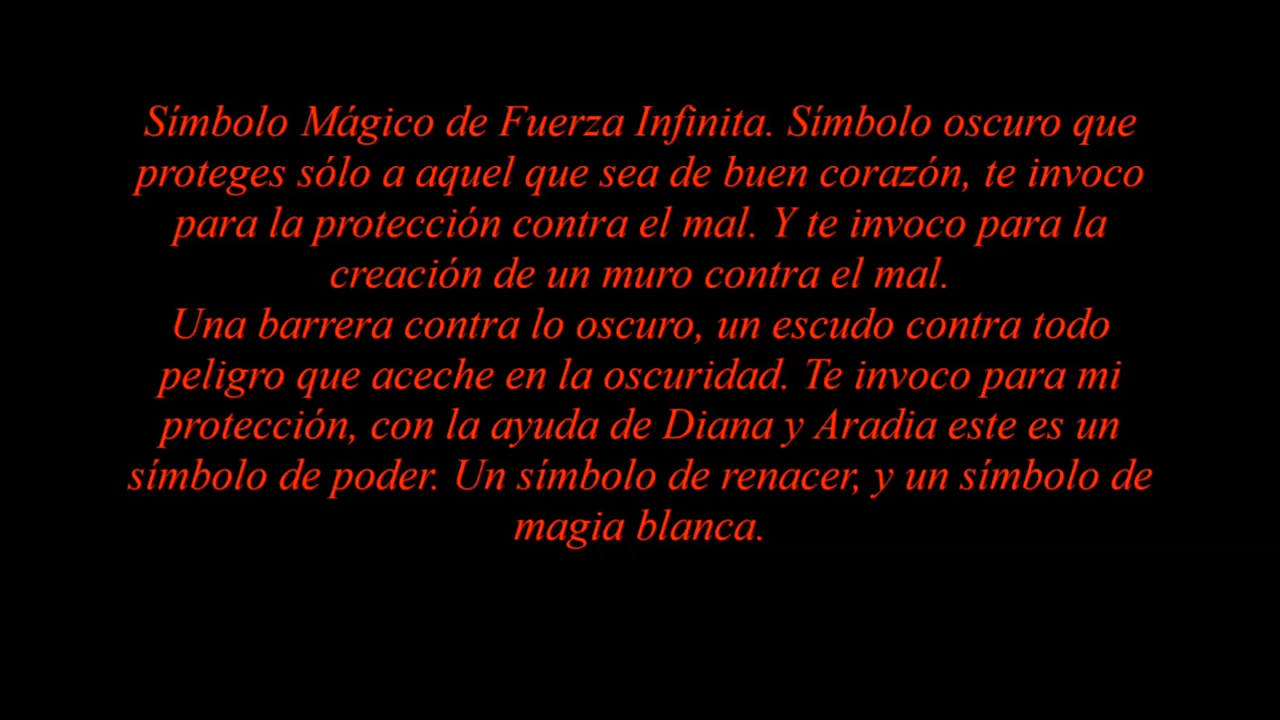 Símbolo Mágico de Fuerza Infinita. Símbolo oscuro que
proteges sólo a aquel que sea de buen corazón, te invoco
para la protección contra el mal. Y te invoco para la
creación de un muro contra el mal.
Una barrera contra lo oscuro, un escudo contra todo
peligro que aceche en la oscuridad. Te invoco para mi
protección, con la ayuda de Diana y Aradia este es un
símbolo de poder. Un símbolo de renacer, y un símbolo de
magia blanca.